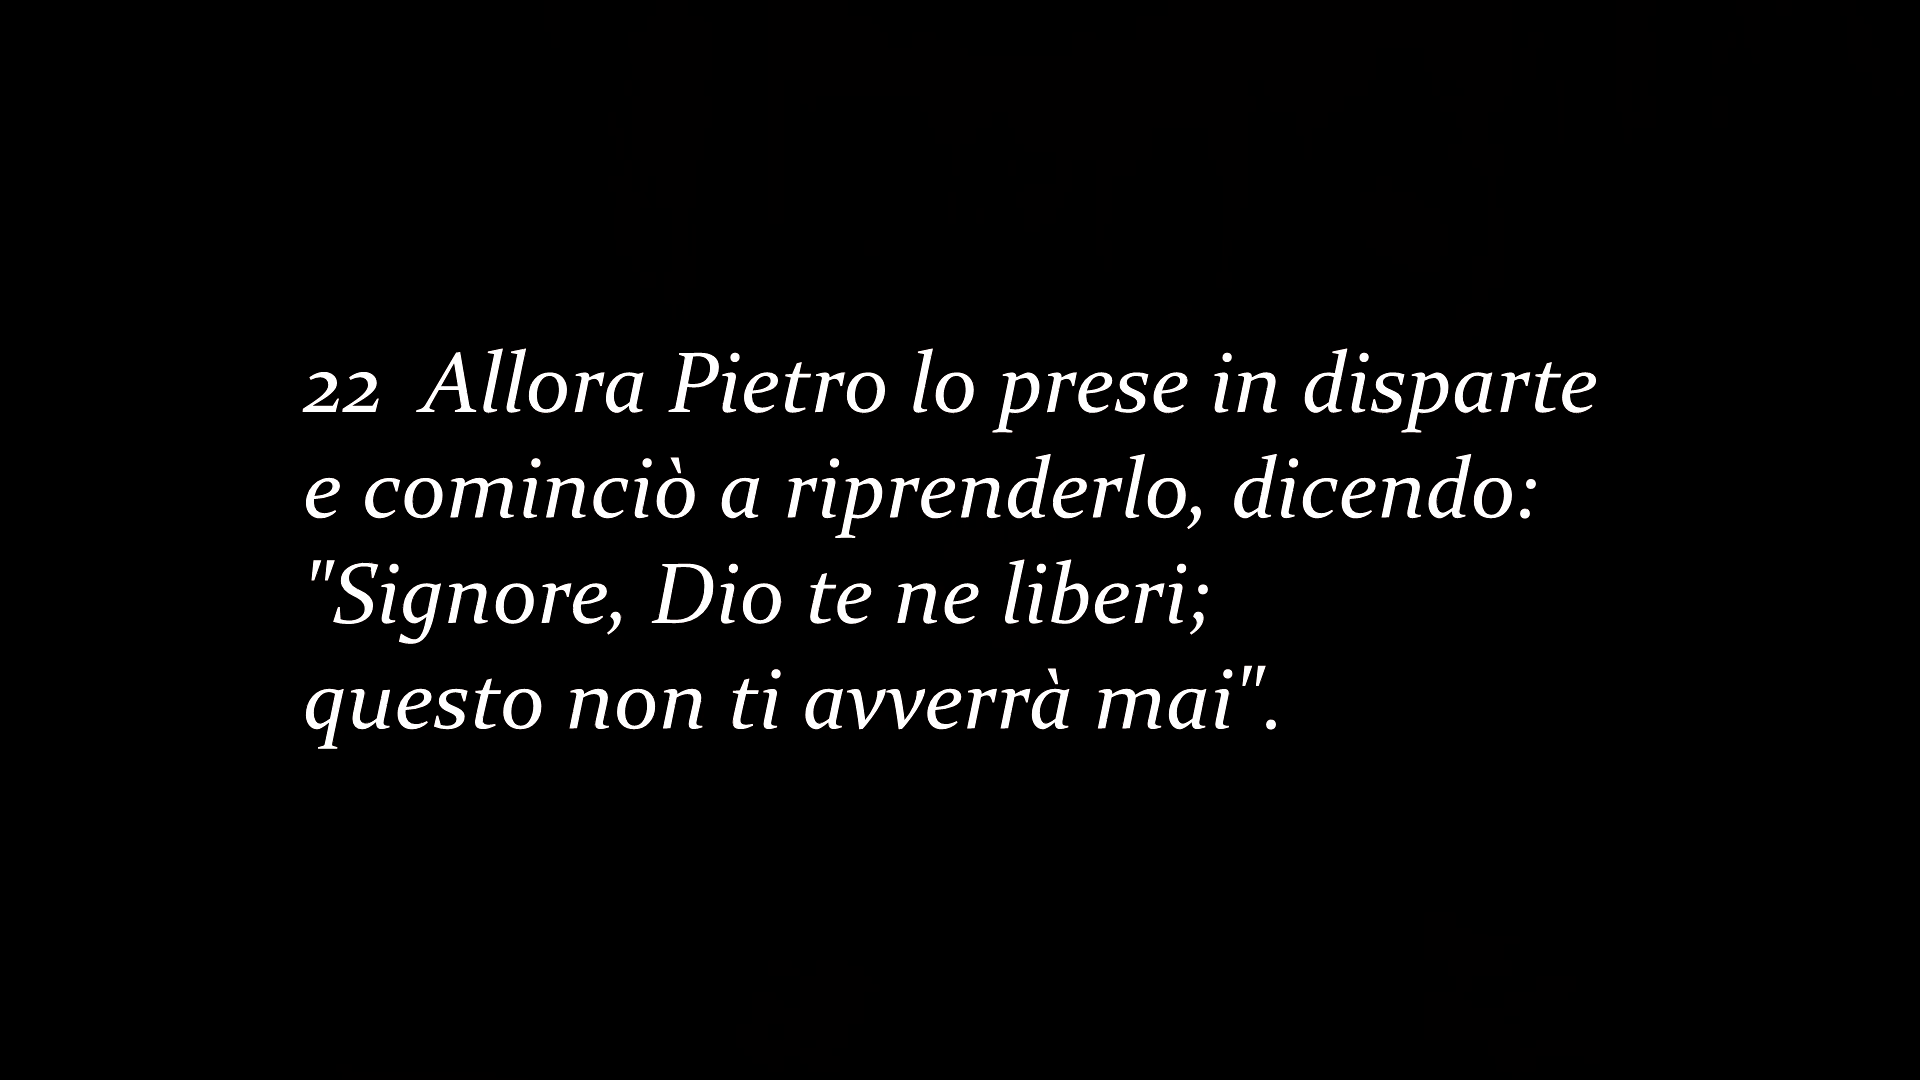 22 Allora Pietro lo prese in disparte
e cominciò a riprenderlo, dicendo:
"Signore, Dio te ne liberi;
questo non ti avverrà mai".